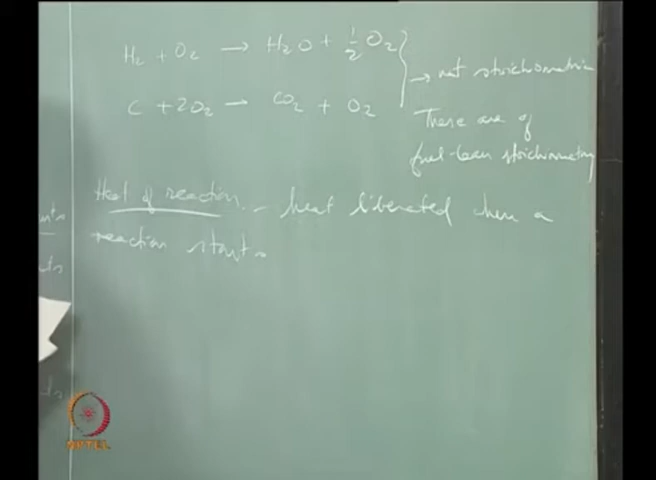 H₂ + O₂ → H₂O + ½ O₂
C + 2O₂ → CO₂ + O₂
→ not stoichiometric
These are of
fuel-lean stoichiometry
Heat of reaction - heat liberated when a
reaction starts.
NPTEL